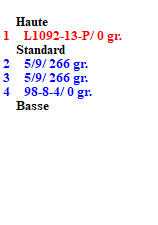 Haute
1 L1092-13-P/ 0 gr.
Standard
2 5/9/ 266 gr.
3 5/9/ 266 gr.
4 98-8-4/ 0 gr.
Basse